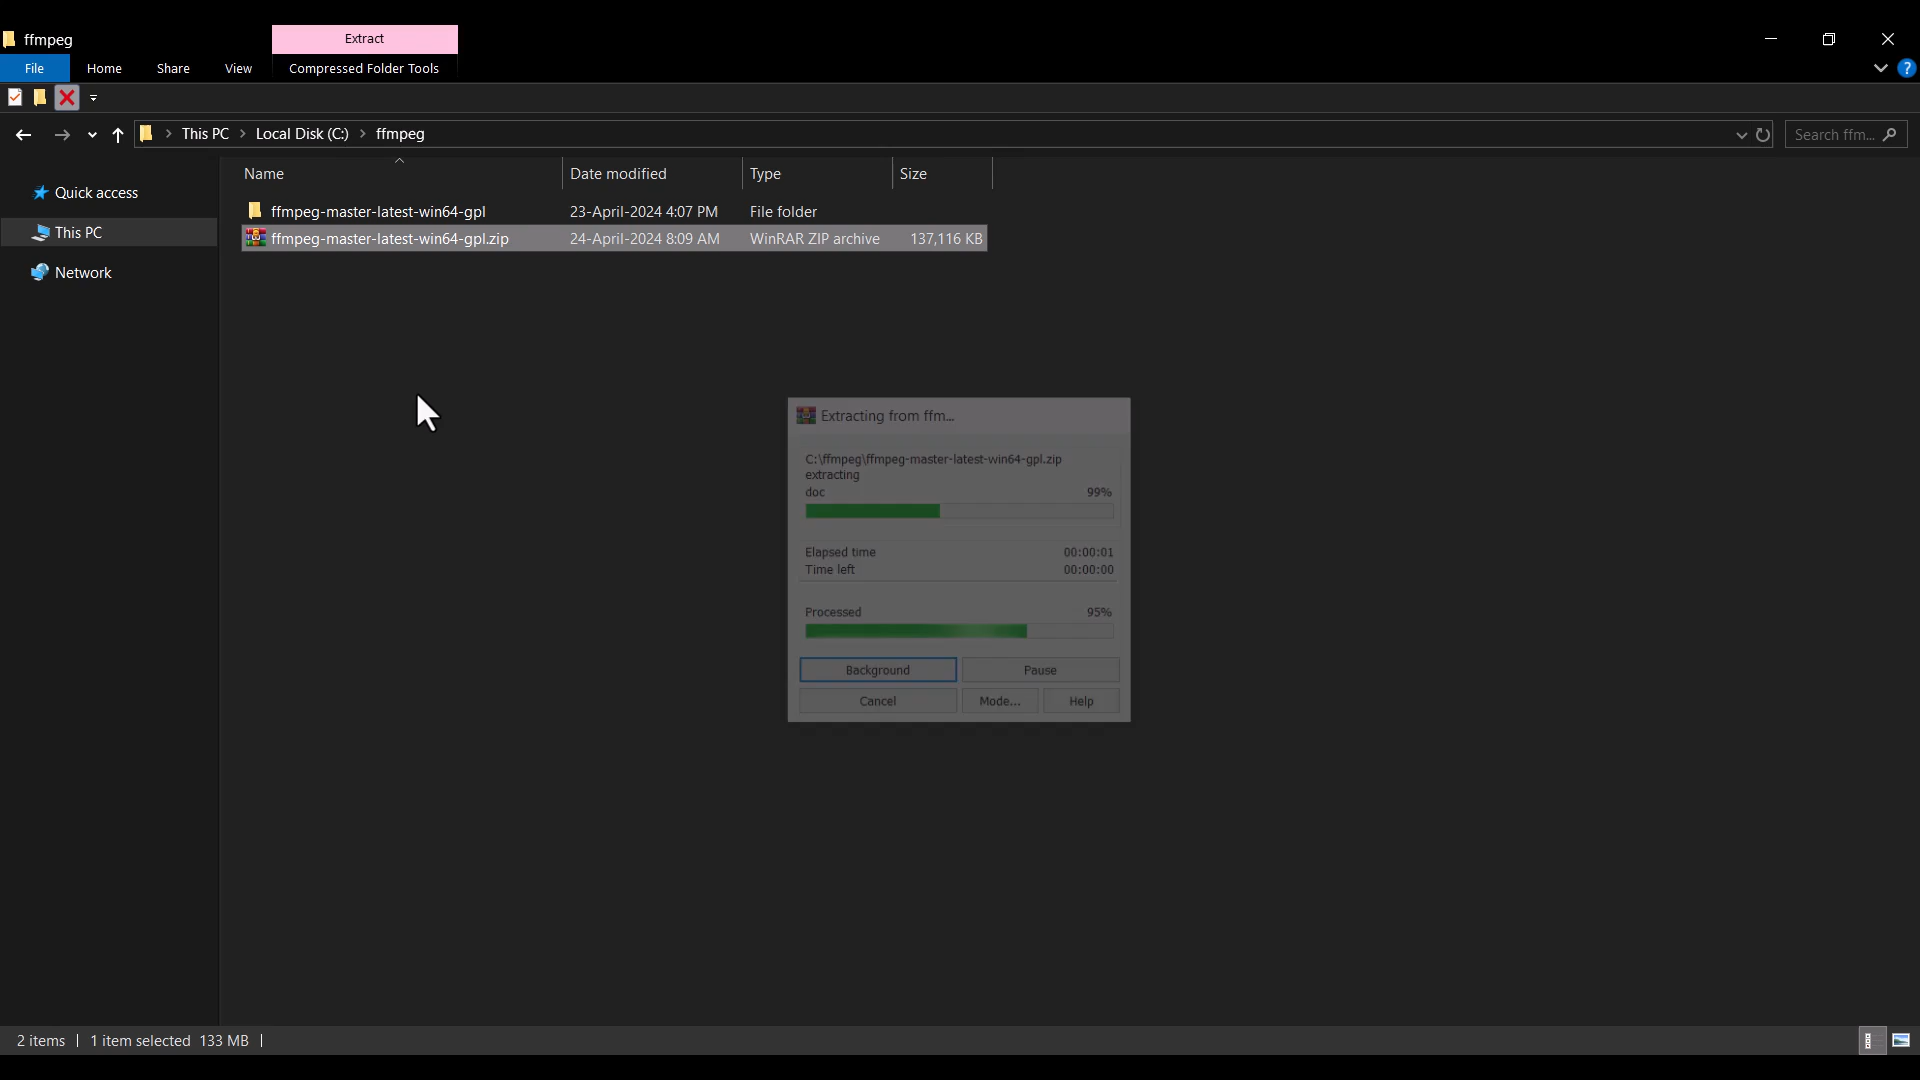 ffmpeg
Extract
File Home Share View Compressed Folder Tools
This PC Local Disk (C:) ffmpeg
Search ffm...
Quick access
This PC
Network
Name Date modified Type Size
ffmpeg-master-latest-win64-gpl 23-April-2024 4:07 PM File folder
ffmpeg-master-latest-win64-gpl.zip 24-April-2024 8:09 AM WinRAR ZIP archive 137,116 KB
Extracting from ffm...
C:\ffmpeg\ffmpeg-master-latest-win64-gpl.zip
extracting
doc 99%
Elapsed time 00:00:01
Time left 00:00:00
Processed 95%
Background Pause
Cancel Mode... Help
2 items 1 item selected 133 MB